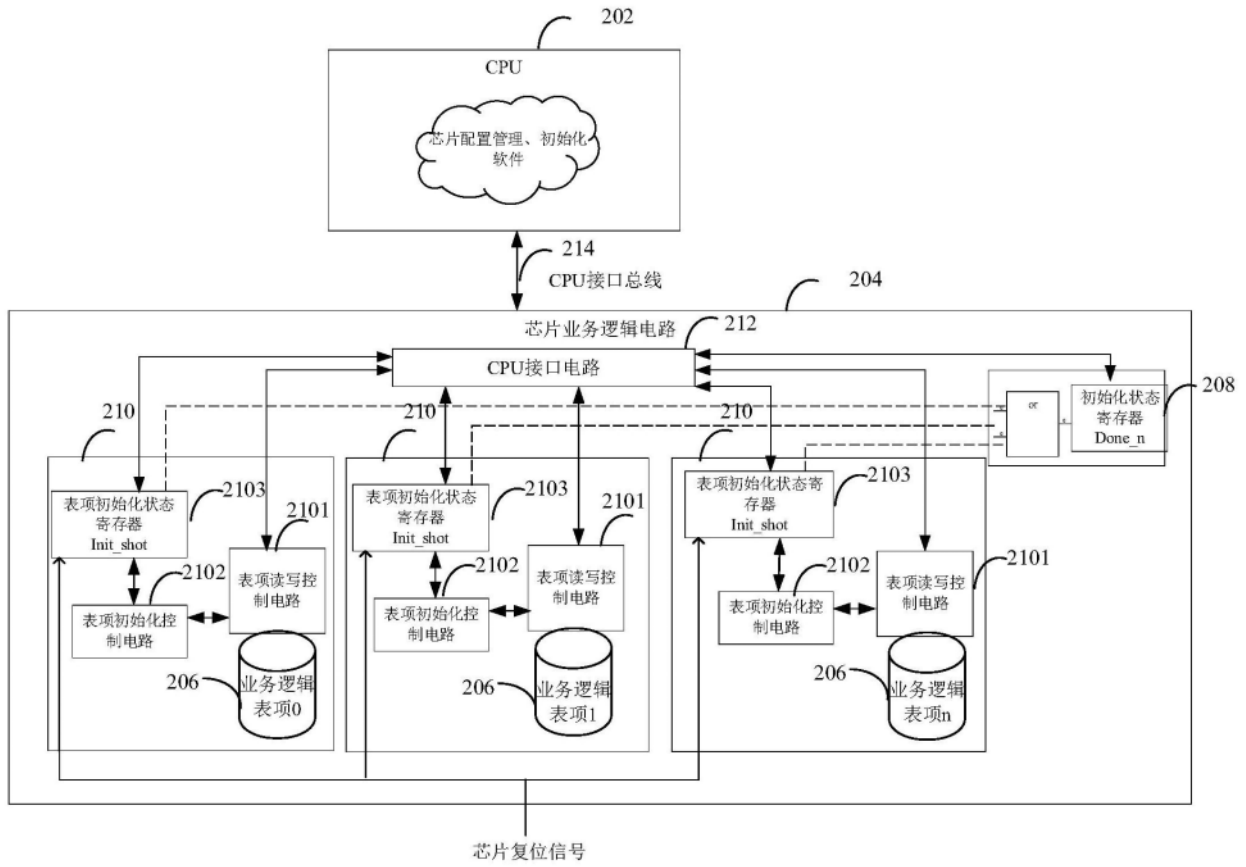 202
CPU
芯片配置管理、初始化
软件
214
CPU接口总线
204
芯片业务逻辑电路
212
CPU接口电路
208
or
初始化状态
寄存器
Done_n
210
表项初始化状态
寄存器
Init_shot
2103
2101
表项读写控
制电路
2102
表项初始化控
制电路
206
业务逻辑
表项0
210
表项初始化状态
寄存器
Init_shot
2103
2101
表项读写控
制电路
2102
表项初始化控
制电路
206
业务逻辑
表项1
210
表项初始化状态寄
存器
Init_shot
2103
2101
表项读写控
制电路
2102
表项初始化控
制电路
206
业务逻辑
表项n
芯片复位信号